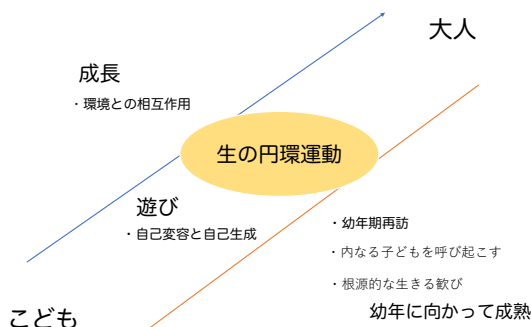 大人
成長
・環境との相互作用
生の円環運動
遊び
・自己変容と自己生成
・幼年期再訪
・内なる子どもを呼び起こす
・根源的な生きる歓び
こども
幼年に向かって成熟